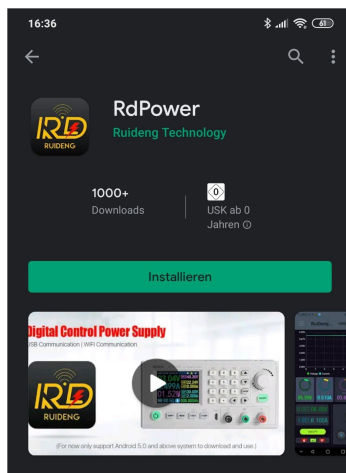 16:36
61
RD
RUIDENG
RdPower
Ruideng Technology
1000+
Downloads
0
USK ab 0
Jahren
Installieren
Digital Control Power Supply
USB Communication | WIFI Communication
RD
RUIDENG
(For now only support Android 5.0 and above system to download and use.)